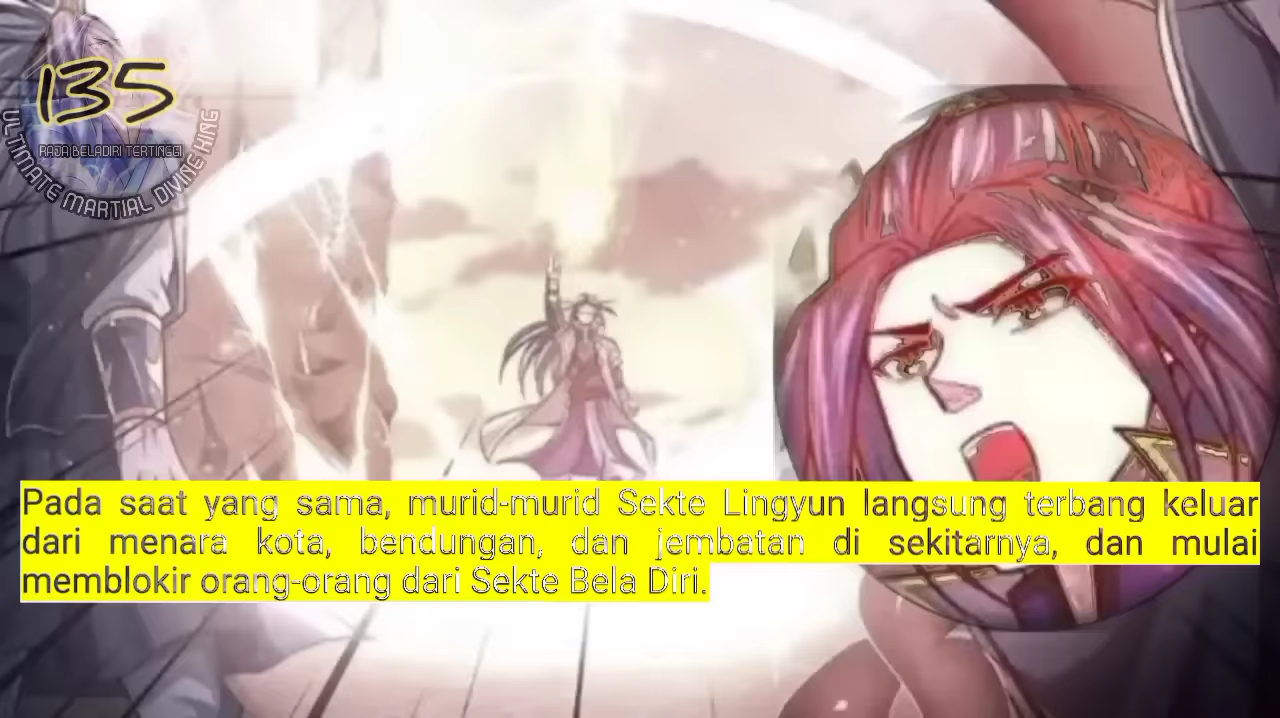 135
RAJA BELADIRI TERTINGGI
ULTIMATE MARTIAL DIVINE KING
Pada saat yang sama, murid-murid Sekte Lingyun langsung terbang keluar
dari menara kota, bendungan, dan jembatan di sekitarnya, dan mulai
memblokir orang-orang dari Sekte Bela Diri.